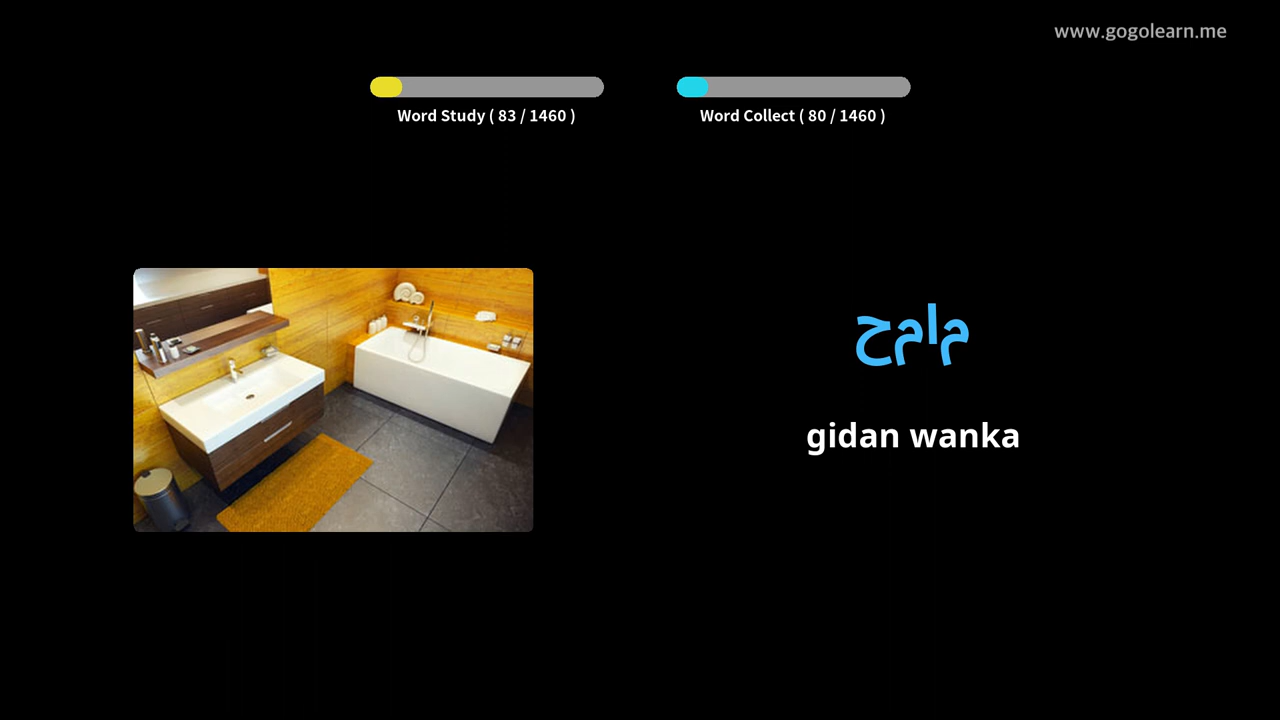 www.gogolearn.me
Word Study ( 83 / 1460 )
Word Collect ( 80 / 1460 )
حمام
gidan wanka